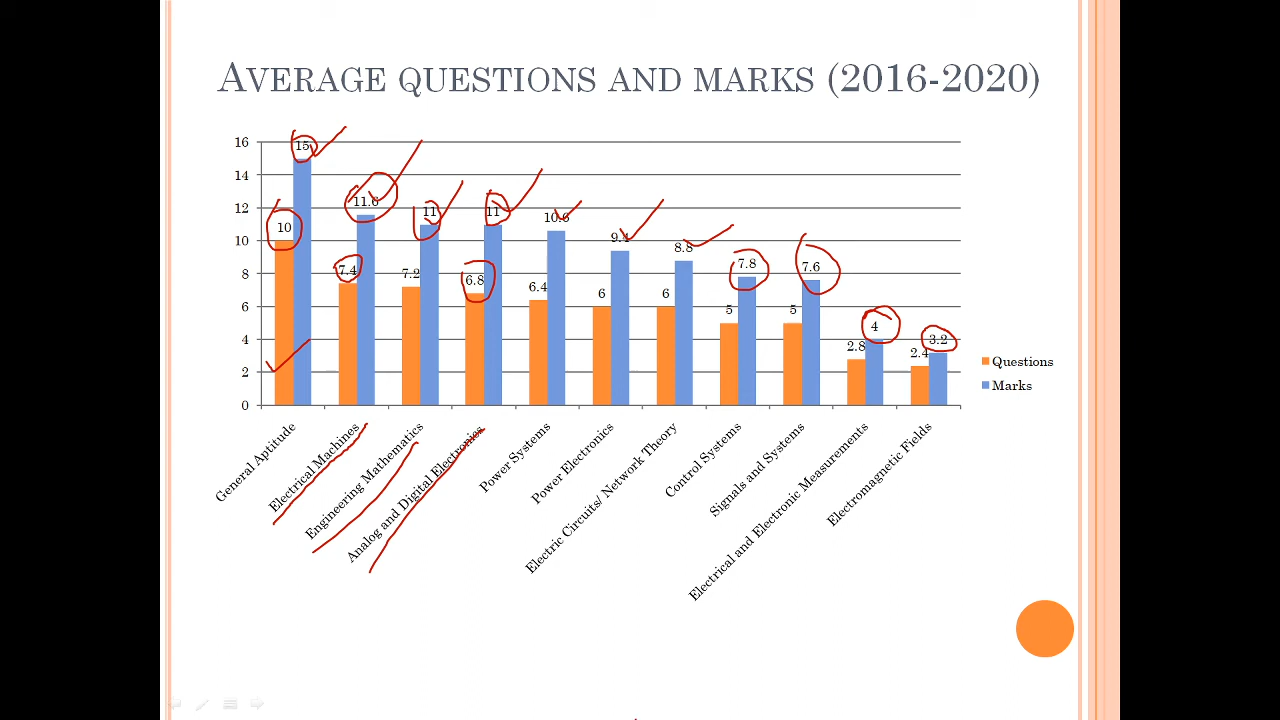 AVERAGE QUESTIONS AND MARKS (2016-2020)
16
14
12
10
8
6
4
2
0
10
15
7.4
11.6
7.2
11
6.8
11
6.4
10.6
6
9.4
6
8.8
5
7.8
5
7.6
2.8
4
2.4
3.2
Questions
Marks
General Aptitude
Electrical Machines
Engineering Mathematics
Analog and Digital Electronics
Power Systems
Power Electronics
Electric Circuits/ Network Theory
Control Systems
Signals and Systems
Electrical and Electronic Measurements
Electromagnetic Fields